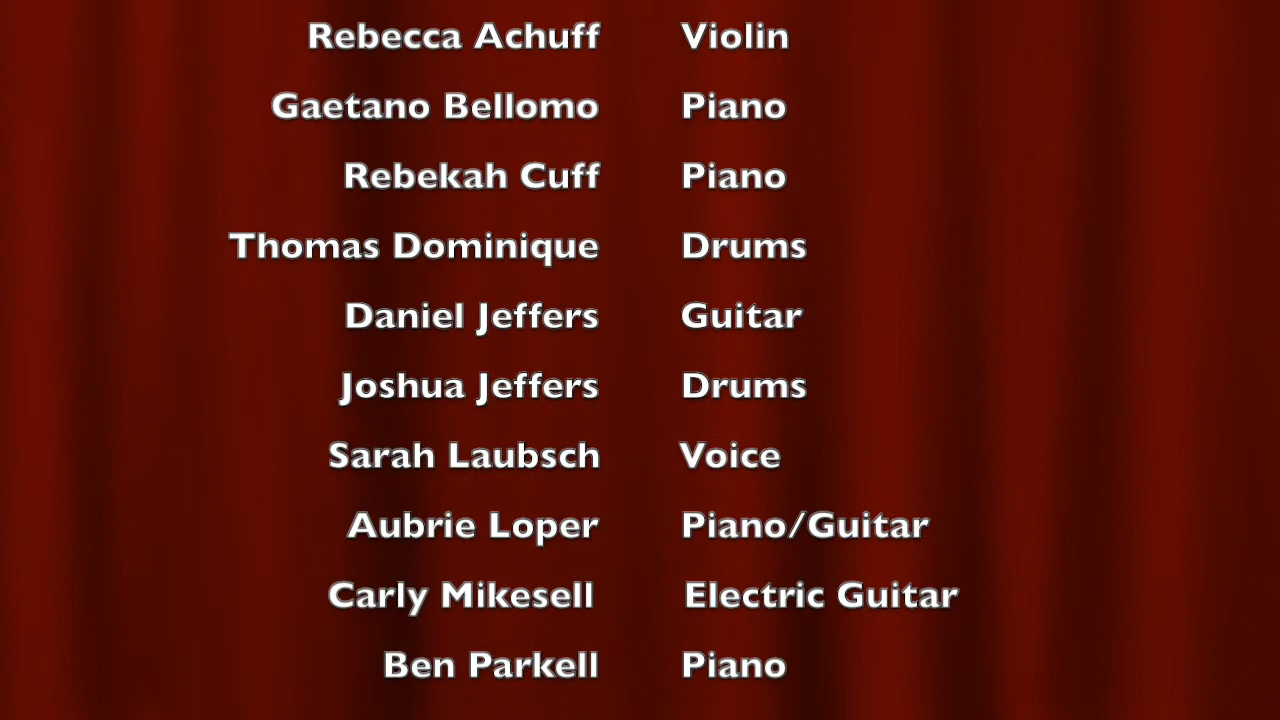 Rebecca Achuff Violin
Gaetano Bellomo Piano
Rebekah Cuff Piano
Thomas Dominique Drums
Daniel Jeffers Guitar
Joshua Jeffers Drums
Sarah Laubsch Voice
Aubrie Loper Piano/Guitar
Carly Mikesell Electric Guitar
Ben Parkell Piano